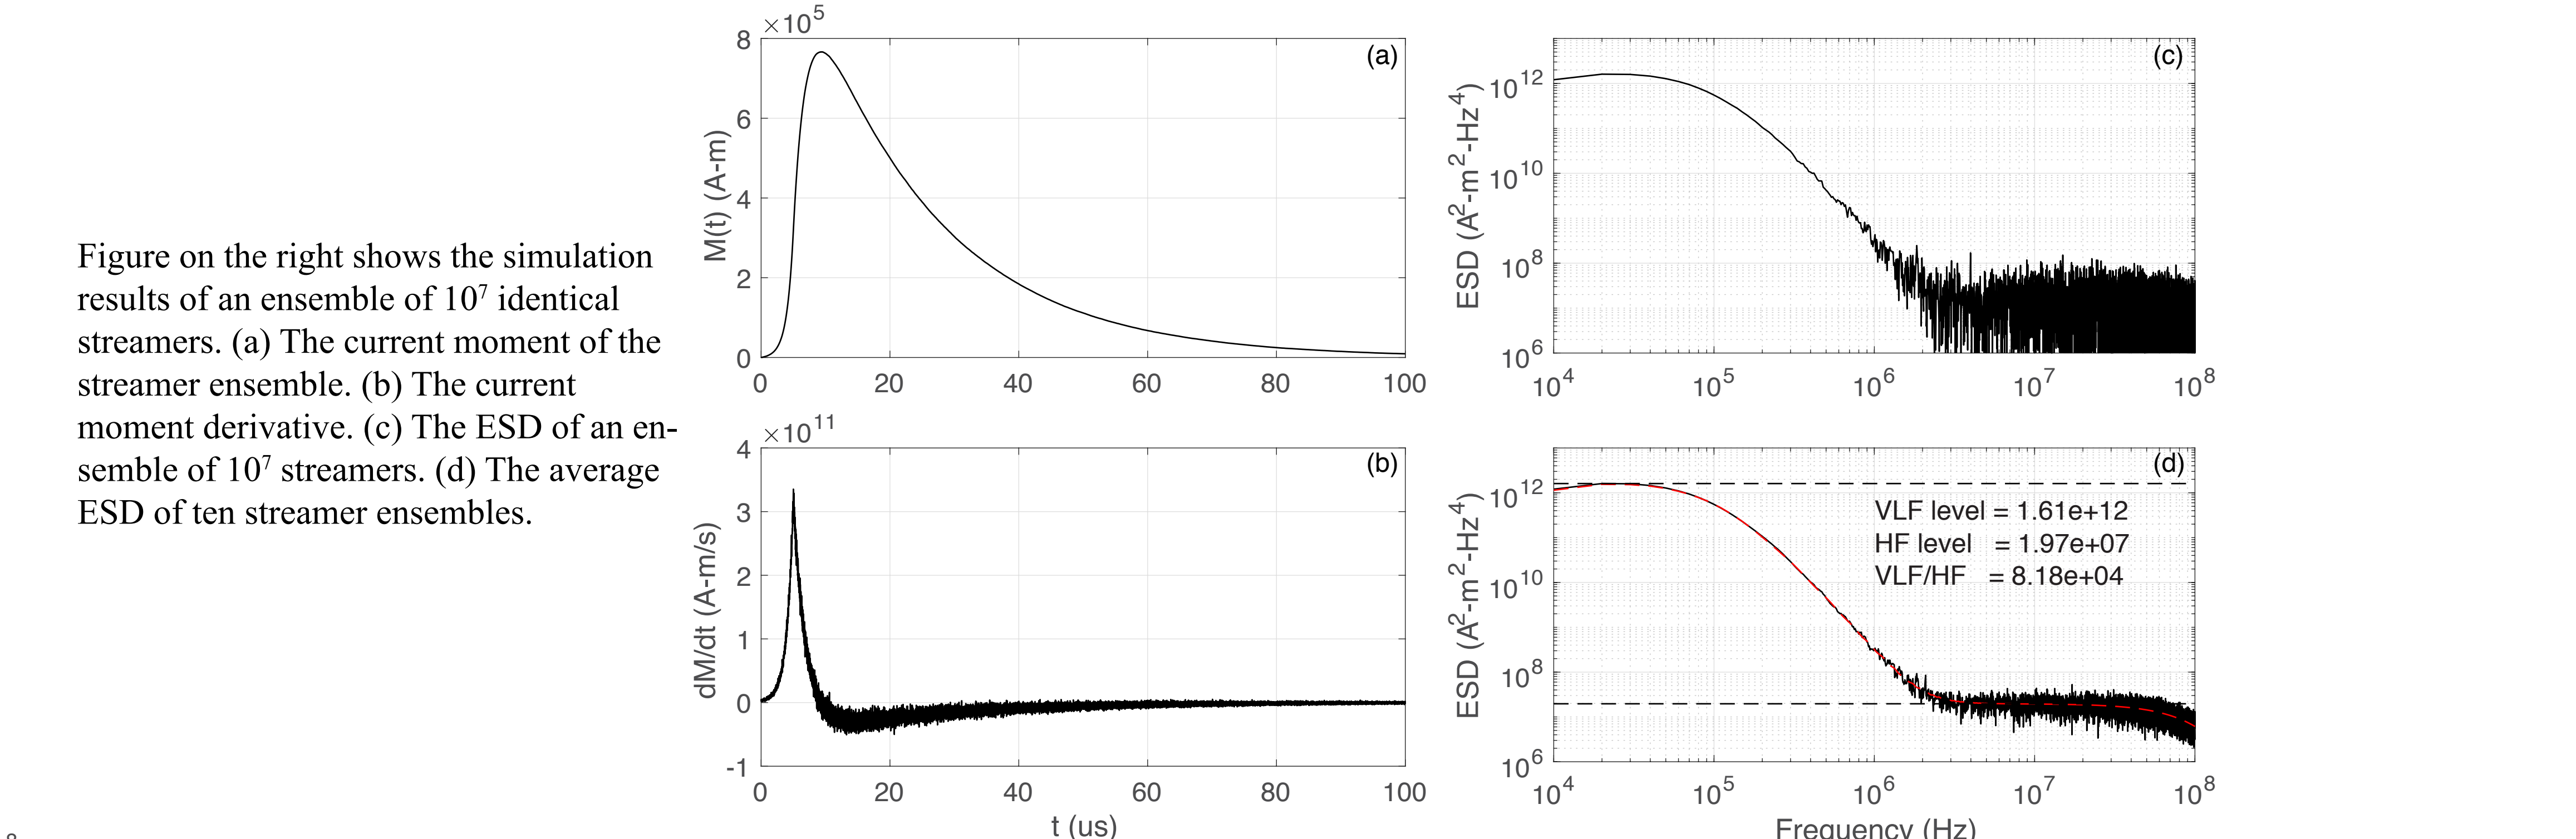 Figure on the right shows the simulation
results of an ensemble of 10⁷ identical
streamers. (a) The current moment of the
streamer ensemble. (b) The current
moment derivative. (c) The ESD of an en-
semble of 10⁷ streamers. (d) The average
ESD of ten streamer ensembles.
×10⁵
(a)
8
6
4
2
0
M(t) (A-m)
0 20 40 60 80 100
×10¹¹
(b)
4
3
2
1
0
-1
dM/dt (A-m/s)
0 20 40 60 80 100
t (us)
(c)
10¹²
10¹⁰
10⁸
10⁶
ESD (A²-m²-Hz⁴)
10⁴ 10⁵ 10⁶ 10⁷ 10⁸
(d)
10¹²
10¹⁰
10⁸
10⁶
ESD (A²-m²-Hz⁴)
VLF level = 1.61e+12
HF level = 1.97e+07
VLF/HF = 8.18e+04
10⁴ 10⁵ 10⁶ 10⁷ 10⁸
Frequency (Hz)